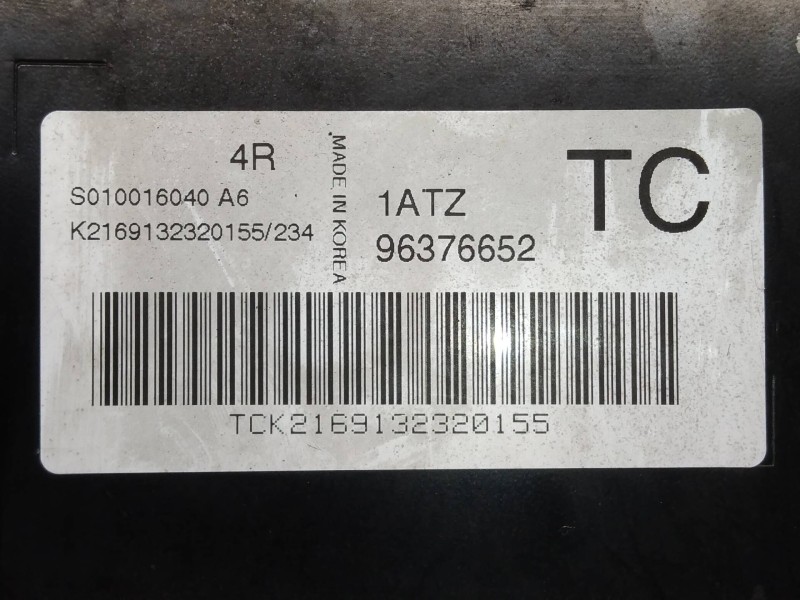 4R
S010016040 A6
K2169132320155/234
MADE IN KOREA
1ATZ
96376652
TC
TCK2169132320155